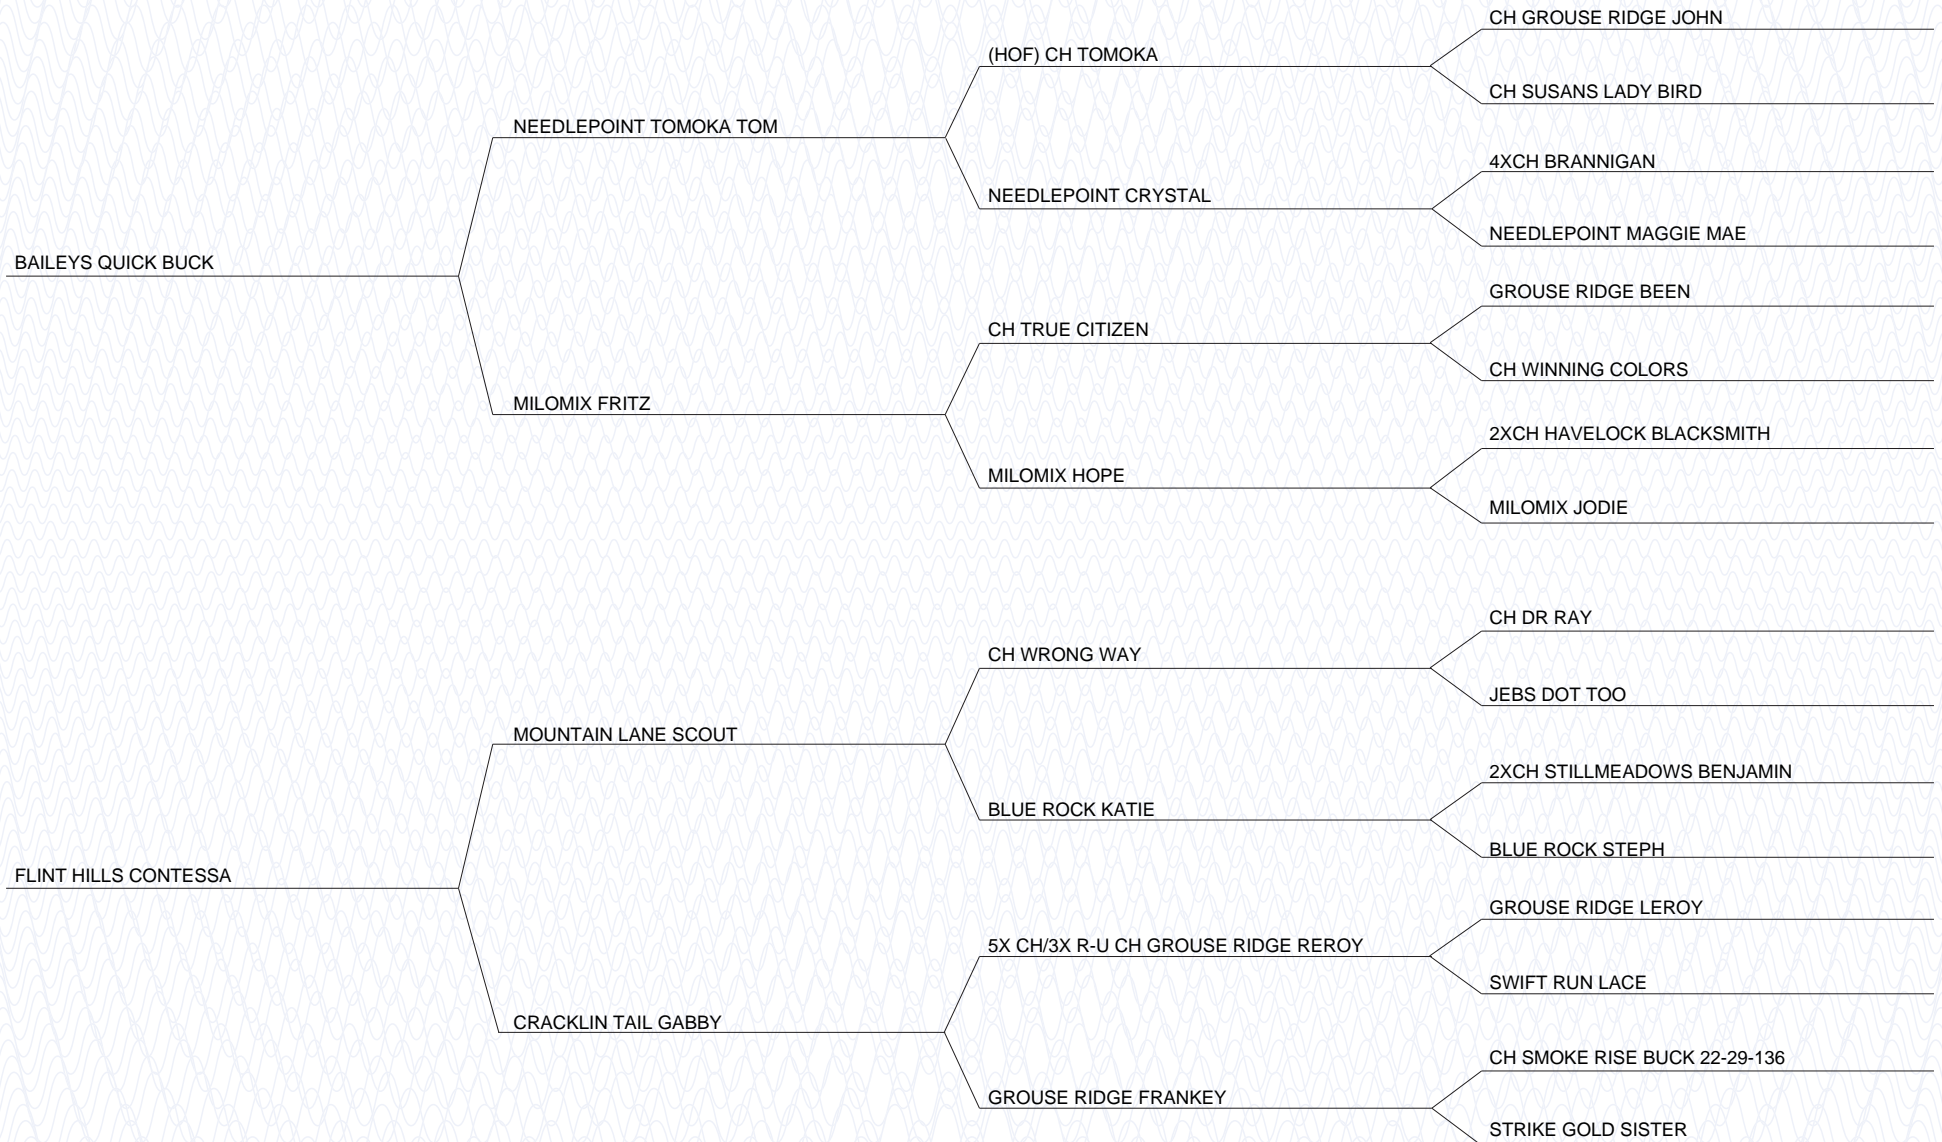 CH GROUSE RIDGE JOHN
(HOF) CH TOMOKA
CH SUSANS LADY BIRD
NEEDLEPOINT TOMOKA TOM
4XCH BRANNIGAN
NEEDLEPOINT CRYSTAL
NEEDLEPOINT MAGGIE MAE
BAILEYS QUICK BUCK
GROUSE RIDGE BEEN
CH TRUE CITIZEN
CH WINNING COLORS
MILOMIX FRITZ
2XCH HAVELOCK BLACKSMITH
MILOMIX HOPE
MILOMIX JODIE
CH DR RAY
CH WRONG WAY
JEBS DOT TOO
MOUNTAIN LANE SCOUT
2XCH STILLMEADOWS BENJAMIN
BLUE ROCK KATIE
BLUE ROCK STEPH
FLINT HILLS CONTESSA
GROUSE RIDGE LEROY
5X CH/3X R-U CH GROUSE RIDGE REROY
SWIFT RUN LACE
CRACKLIN TAIL GABBY
CH SMOKE RISE BUCK 22-29-136
GROUSE RIDGE FRANKEY
STRIKE GOLD SISTER